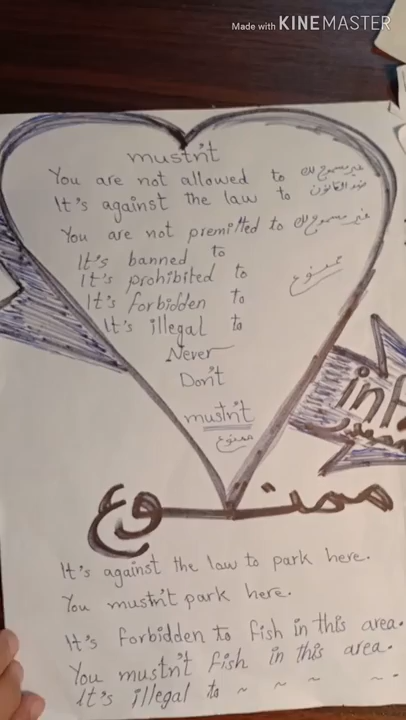 Made with KINEMASTER
mustn't
You are not allowed to غير مسموح لك
It's against the law to ضد القانون
You are not premitted to غير مسموح لك
It's banned to
It's prohibited to
ممنوع
It's forbidden to
It's illegal to
Never
Don't
mustn't
ممنوع
inf.
مصدر
ممنوع
It's against the law to park here.
You mustn't park here.
It's forbidden to fish in this area.
You mustn't fish in this area.
It's illegal to ~ ~ ~ ~ -